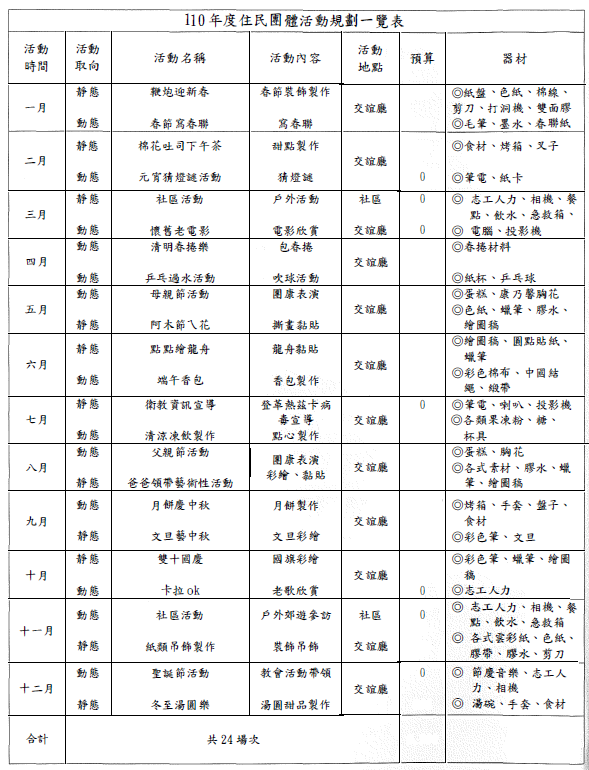 110年度住民團體活動規劃一覽表
活動時間 活動取向 活動名稱 活動內容 活動地點 預算 器材
一月 靜態 鞭炮迎新春 春節裝飾製作 交誼廳 ◎紙盤、色紙、棉線、
剪刀、打洞機、雙面膠
動態 春節寫春聯 寫春聯 ◎毛筆、墨水、春聯紙
二月 靜態 棉花吐司下午茶 甜點製作 交誼廳 ◎食材、烤箱、叉子
動態 元宵猜燈謎活動 猜燈謎 0 ◎筆電、紙卡
三月 靜態 社區活動 戶外活動 社區 0 ◎ 志工人力、相機、餐
點、飲水、急救箱、
動態 懷舊老電影 電影欣賞 交誼廳 0 ◎ 電腦、投影機
四月 動態 清明春捲樂 包春捲 交誼廳 ◎春捲材料
動態 乒乓過水活動 吹球活動 ◎紙杯、乒乓球
五月 動態 母親節活動 團康表演 交誼廳 ◎蛋糕、康乃馨胸花
靜態 阿木節ㄟ花 撕畫黏貼 ◎色紙、蠟筆、膠水、
繪圖稿
六月 靜態 點點繪龍舟 龍舟黏貼 交誼廳 ◎繪圖稿、圓點貼紙、
蠟筆
動態 端午香包 香包製作 ◎彩色棉布、中國結
繩、緞帶
七月 靜態 衛教資訊宣導 登革熱茲卡病
毒宣導 交誼廳 0 ◎筆電、喇叭、投影機
動態 清涼凍飲製作 點心製作 ◎各類果凍粉、糖、
杯具
八月 動態 父親節活動 團康表演 交誼廳 ◎蛋糕、胸花
靜態 爸爸領帶藝術性活動 彩繪、黏貼 ◎各式素材、膠水、蠟
筆、繪圖稿
九月 動態 月餅慶中秋 月餅製作 交誼廳 ◎烤箱、手套、盤子、
食材
靜態 文旦藝中秋 文旦彩繪 ◎彩色筆、文旦
十月 靜態 雙十國慶 國旗彩繪 交誼廳 ◎彩色筆、蠟筆、繪圖
稿
動態 卡拉ok 老歌欣賞 0 ◎志工人力
十一月 動態 社區活動 戶外郊遊參訪 社區 0 ◎ 志工人力、相機、餐
點、飲水、急救箱
靜態 紙類吊飾製作 裝飾吊飾 交誼廳 ◎ 各式雲彩紙、色紙、
膠帶、膠水、剪刀
十二月 動態 聖誕節活動 教會活動帶領 交誼廳 0 ◎ 節慶音樂、志工人
力、相機
靜態 冬至湯圓樂 湯圓甜品製作 ◎ 湯碗、手套、食材
合計 共24場次